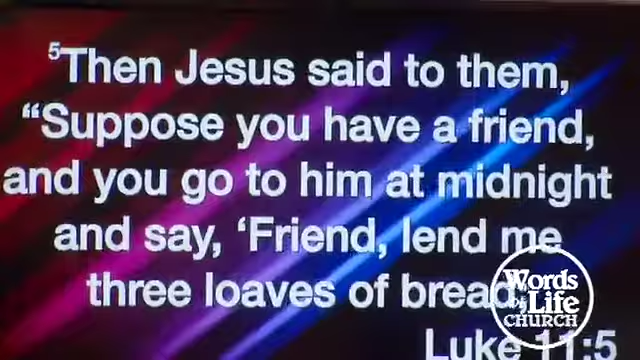 ⁵Then Jesus said to them,
“Suppose you have a friend,
and you go to him at midnight
and say, ‘Friend, lend me
three loaves of bread;
Luke 11:5
Words
of Life
CHURCH